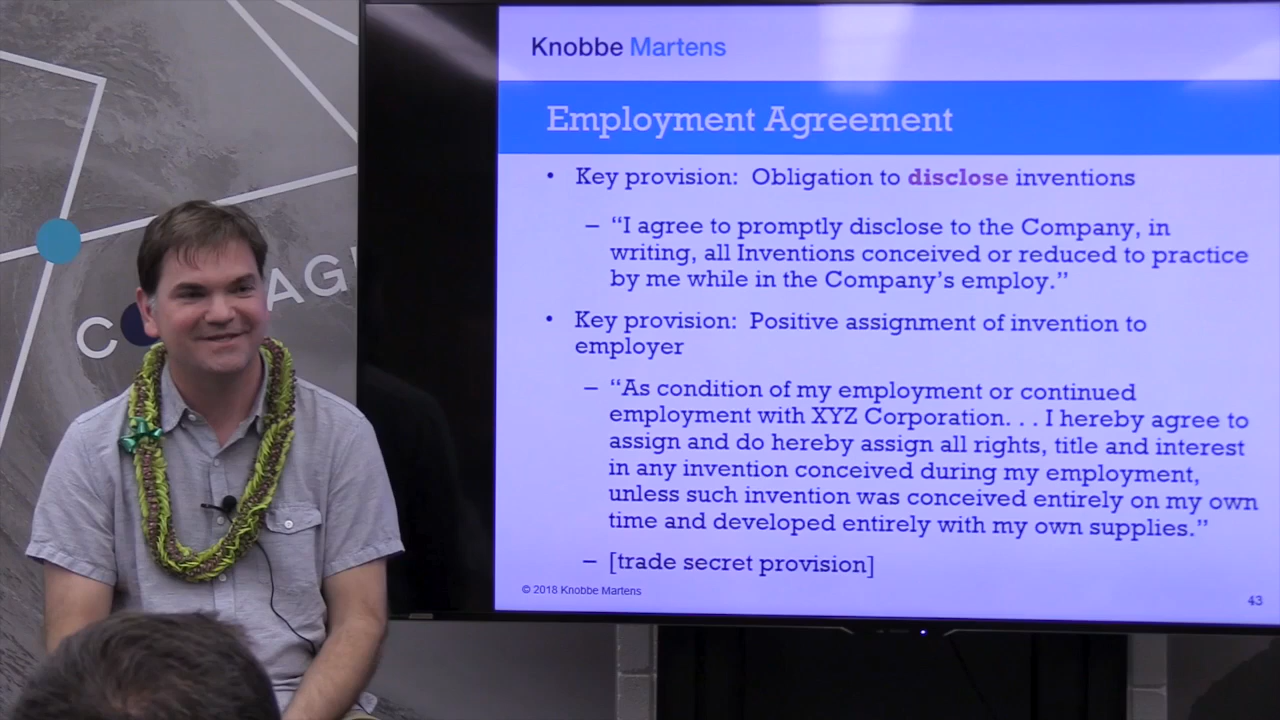 Knobbe Martens
Employment Agreement
• Key provision: Obligation to disclose inventions
– “I agree to promptly disclose to the Company, in
writing, all Inventions conceived or reduced to practice
by me while in the Company’s employ.”
• Key provision: Positive assignment of invention to
employer
– “As condition of my employment or continued
employment with XYZ Corporation. . . I hereby agree to
assign and do hereby assign all rights, title and interest
in any invention conceived during my employment,
unless such invention was conceived entirely on my own
time and developed entirely with my own supplies.”
– [trade secret provision]
© 2018 Knobbe Martens
43